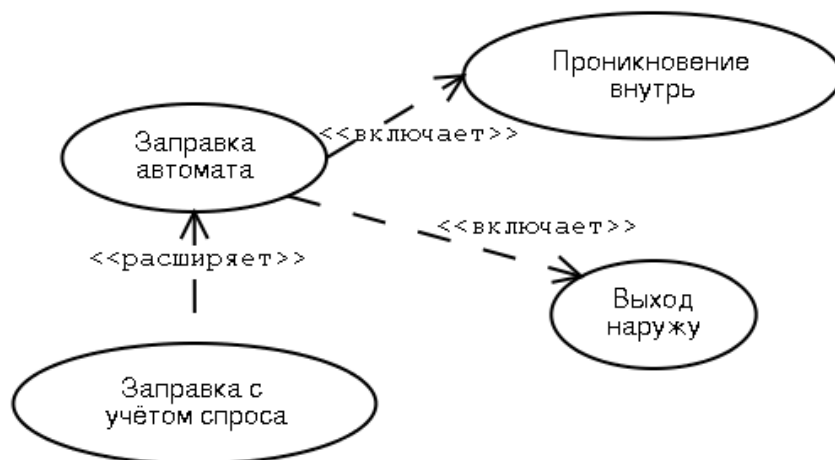 Проникновение
внутрь
Заправка
автомата
<<включает>>
<<включает>>
<<расширяет>>
Выход
наружу
Заправка с
учётом спроса